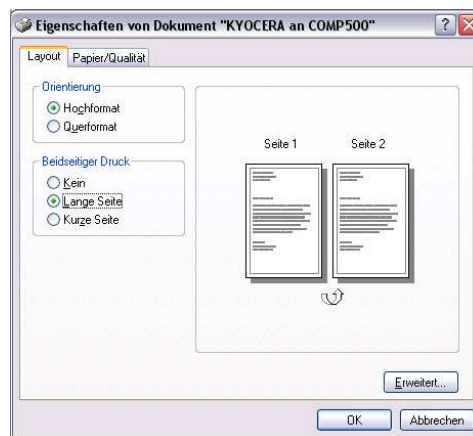 Eigenschaften von Dokument "KYOCERA an COMP500"
Layout
Papier/Qualität
Orientierung
Hochformat
Querformat
Beidseitiger Druck
Kein
Lange Seite
Kurze Seite
Seite 1
Seite 2
Erweitert...
OK
Abbrechen